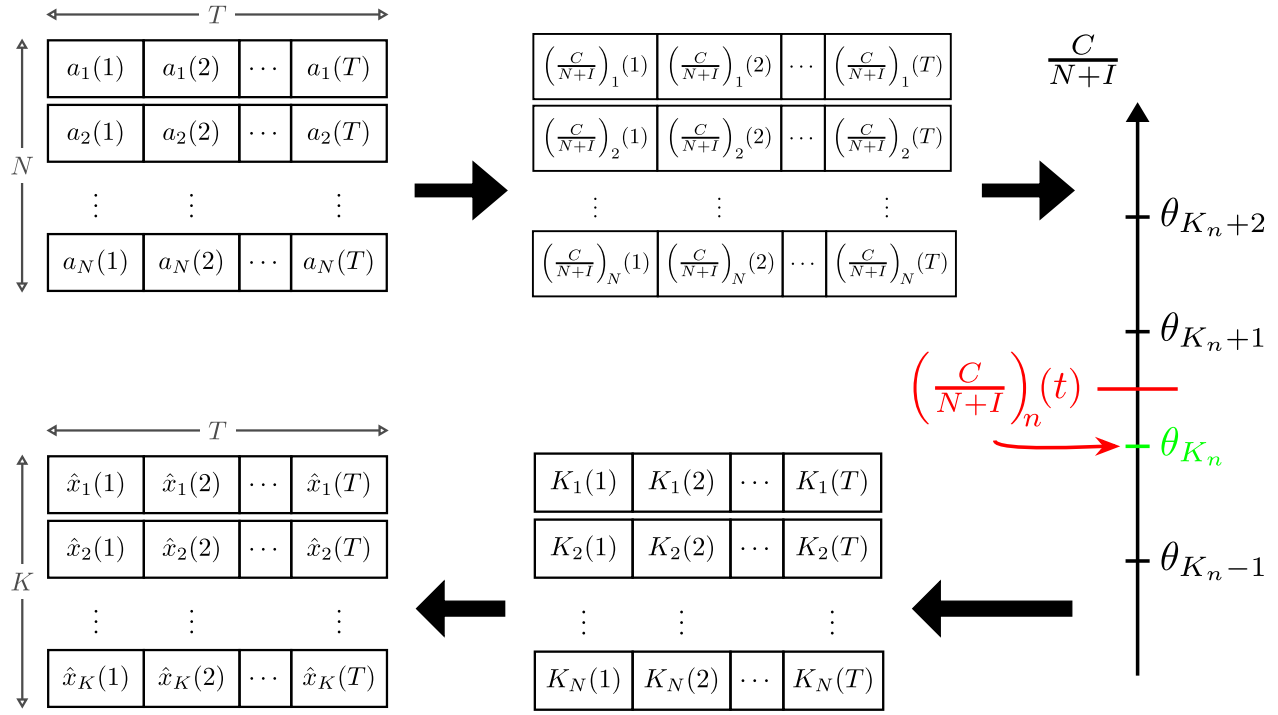 T
N
a_1(1) a_1(2) ⋯ a_1(T)
a_2(1) a_2(2) ⋯ a_2(T)
⋮ ⋮ ⋮
a_N(1) a_N(2) ⋯ a_N(T)
(C/N+I)_1(1) (C/N+I)_1(2) ⋯ (C/N+I)_1(T)
(C/N+I)_2(1) (C/N+I)_2(2) ⋯ (C/N+I)_2(T)
⋮ ⋮ ⋮
(C/N+I)_N(1) (C/N+I)_N(2) ⋯ (C/N+I)_N(T)
C/N+I
θ_{K_n+2}
θ_{K_n+1}
(C/N+I)_n(t)
θ_{K_n}
θ_{K_n−1}
T
K
x̂_1(1) x̂_1(2) ⋯ x̂_1(T)
x̂_2(1) x̂_2(2) ⋯ x̂_2(T)
⋮ ⋮ ⋮
x̂_K(1) x̂_K(2) ⋯ x̂_K(T)
K_1(1) K_1(2) ⋯ K_1(T)
K_2(1) K_2(2) ⋯ K_2(T)
⋮ ⋮ ⋮
K_N(1) K_N(2) ⋯ K_N(T)